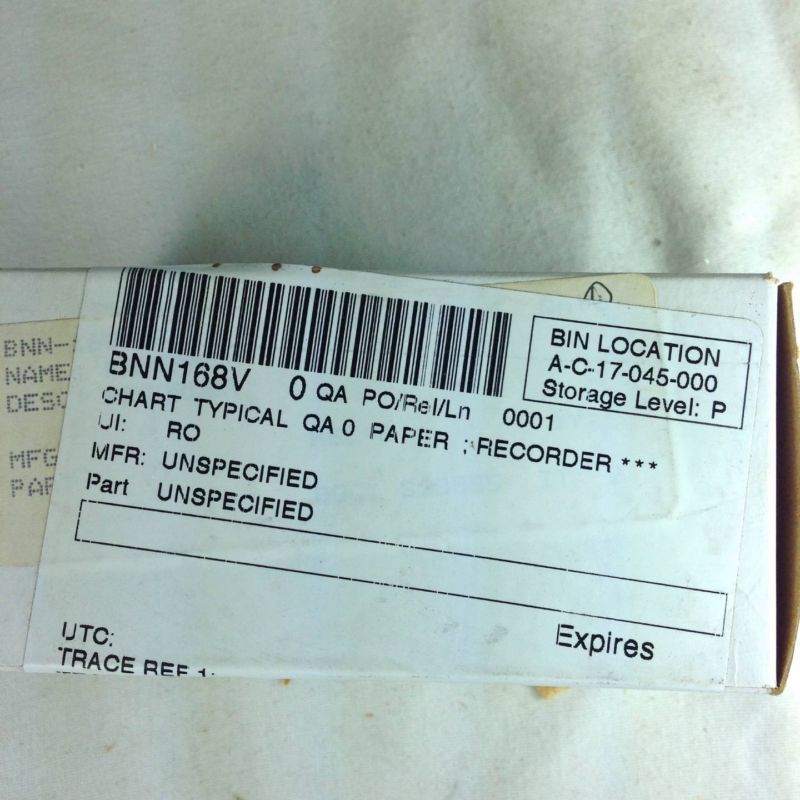 BNN168V 0 QA PO/Rel/Ln 0001
BIN LOCATION
A-C-17-045-000
Storage Level: P
CHART TYPICAL QA 0 PAPER ; RECORDER ***
UI: RO
MFR: UNSPECIFIED
Part UNSPECIFIED
Expires
UTC:
TRACE REF 1:
BNN-
NAME
DESC
MFG
PAR